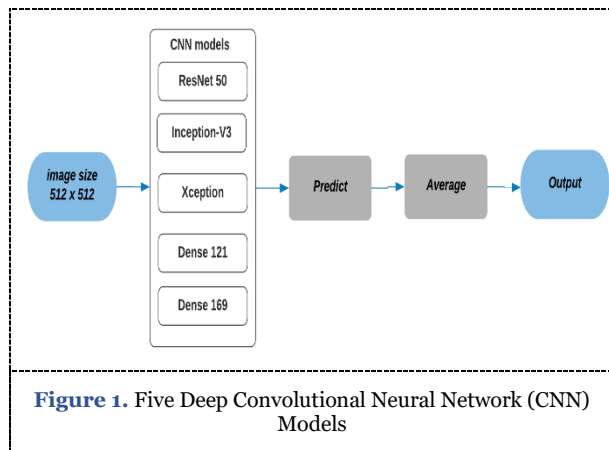 CNN models
ResNet 50
Inception-V3
image size
512 x 512
Xception
Predict
Average
Output
Dense 121
Dense 169
Figure 1. Five Deep Convolutional Neural Network (CNN)
Models